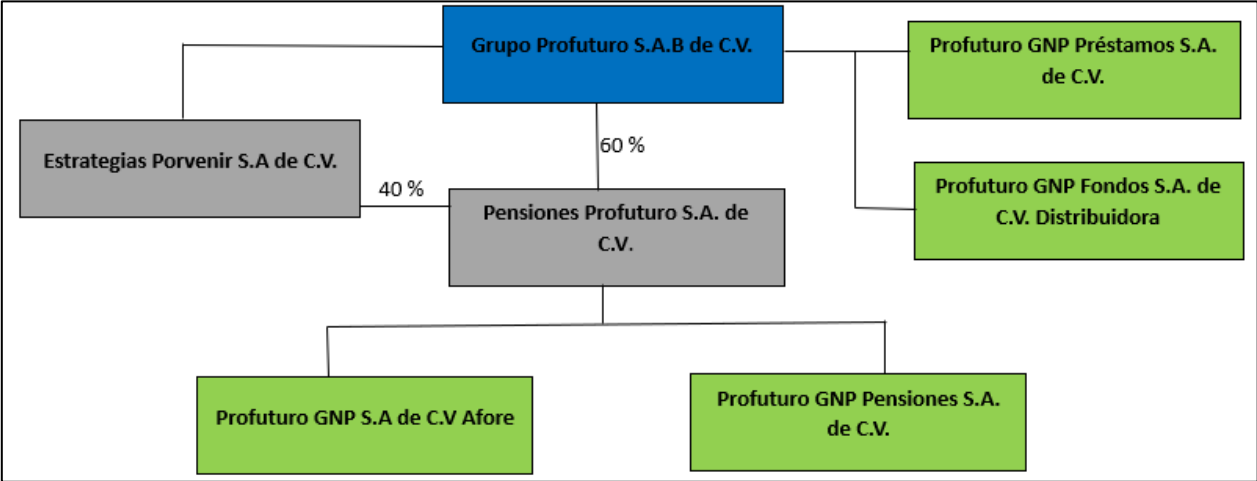 Grupo Profuturo S.A.B de C.V.
Profuturo GNP Préstamos S.A.
de C.V.
Estrategias Porvenir S.A de C.V.
60 %
40 %
Profuturo GNP Fondos S.A. de
C.V. Distribuidora
Pensiones Profuturo S.A. de
C.V.
Profuturo GNP S.A de C.V Afore
Profuturo GNP Pensiones S.A.
de C.V.